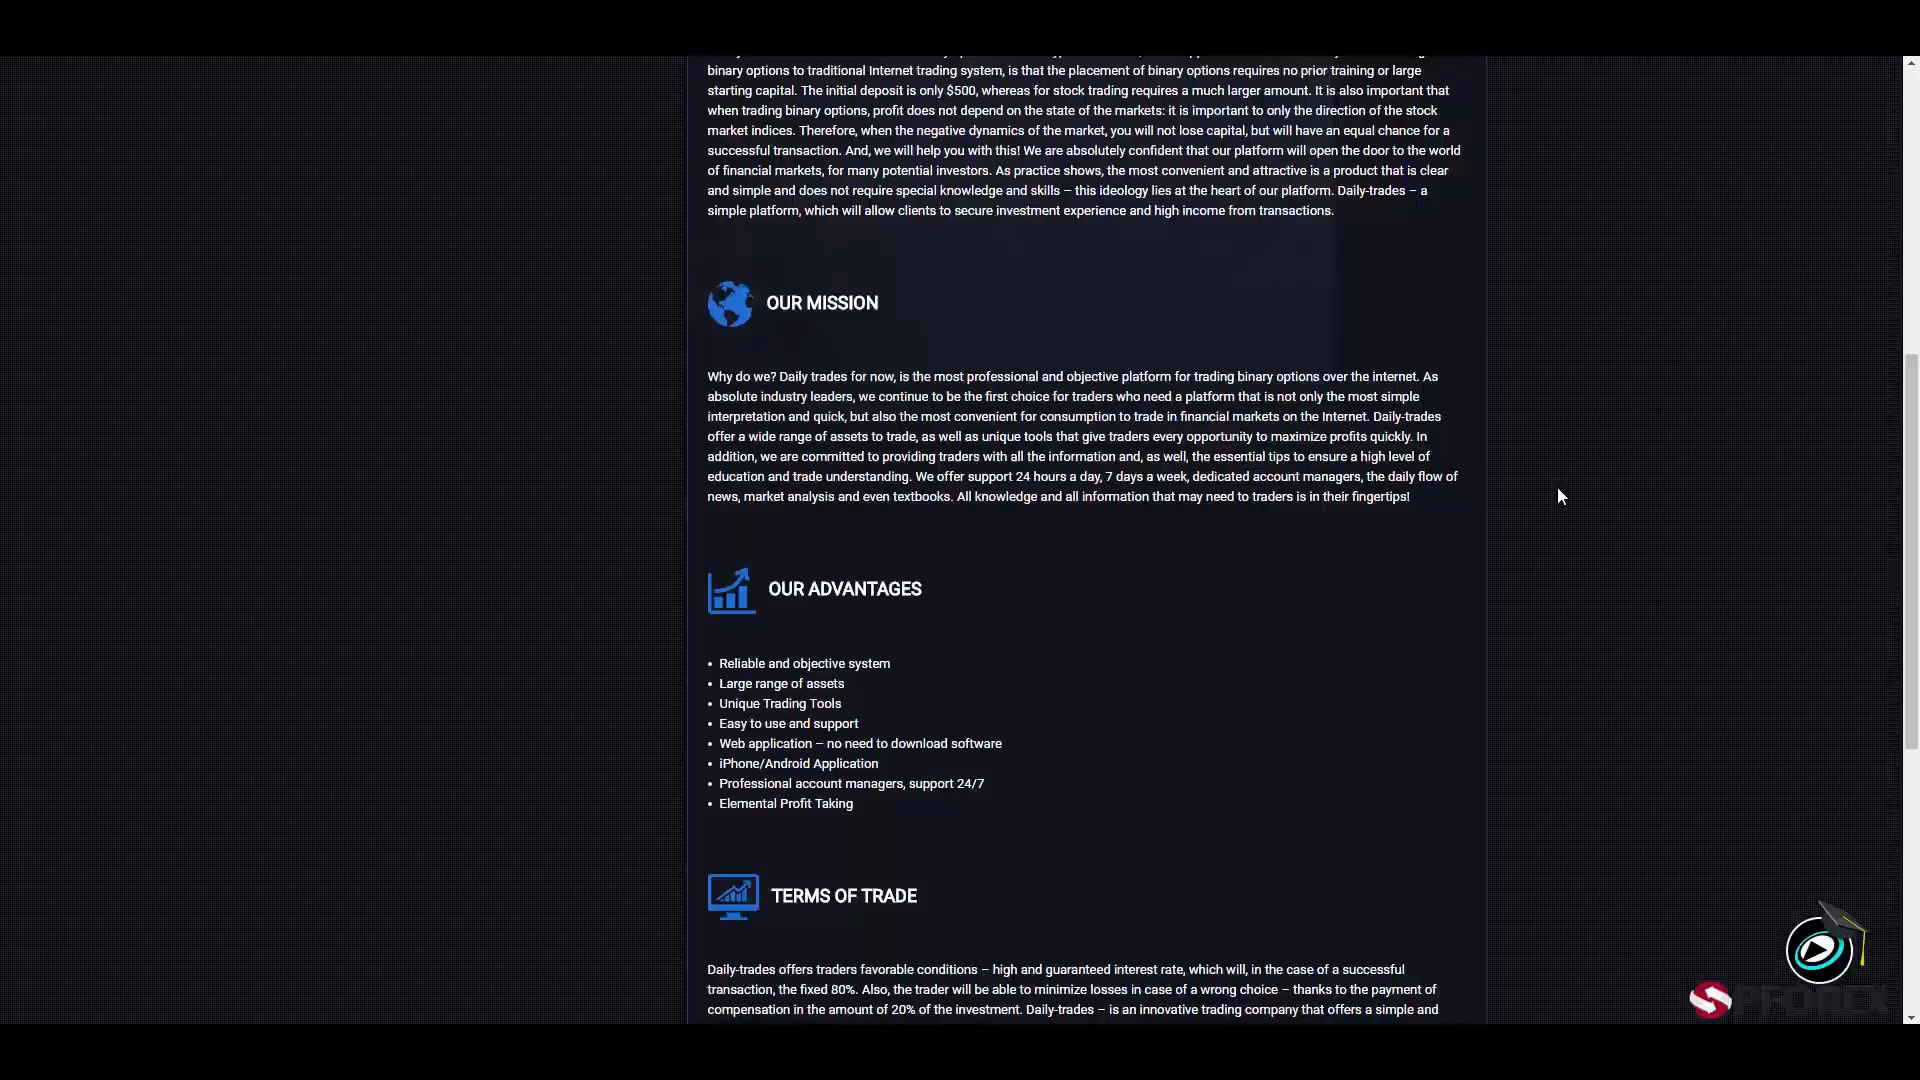 binary options to traditional Internet trading system, is that the placement of binary options requires no prior training or large
starting capital. The initial deposit is only $500, whereas for stock trading requires a much larger amount. It is also important that
when trading binary options, profit does not depend on the state of the markets: it is important to only the direction of the stock
market indices. Therefore, when the negative dynamics of the market, you will not lose capital, but will have an equal chance for a
successful transaction. And, we will help you with this! We are absolutely confident that our platform will open the door to the world
of financial markets, for many potential investors. As practice shows, the most convenient and attractive is a product that is clear
and simple and does not require special knowledge and skills – this ideology lies at the heart of our platform. Daily-trades – a
simple platform, which will allow clients to secure investment experience and high income from transactions.
OUR MISSION
Why do we? Daily trades for now, is the most professional and objective platform for trading binary options over the internet. As
absolute industry leaders, we continue to be the first choice for traders who need a platform that is not only the most simple
interpretation and quick, but also the most convenient for consumption to trade in financial markets on the Internet. Daily-trades
offer a wide range of assets to trade, as well as unique tools that give traders every opportunity to maximize profits quickly. In
addition, we are committed to providing traders with all the information and, as well, the essential tips to ensure a high level of
education and trade understanding. We offer support 24 hours a day, 7 days a week, dedicated account managers, the daily flow of
news, market analysis and even textbooks. All knowledge and all information that may need to traders is in their fingertips!
OUR ADVANTAGES
• Reliable and objective system
• Large range of assets
• Unique Trading Tools
• Easy to use and support
• Web application – no need to download software
• iPhone/Android Application
• Professional account managers, support 24/7
• Elemental Profit Taking
TERMS OF TRADE
Daily-trades offers traders favorable conditions – high and guaranteed interest rate, which will, in the case of a successful
transaction, the fixed 80%. Also, the trader will be able to minimize losses in case of a wrong choice – thanks to the payment of
compensation in the amount of 20% of the investment. Daily-trades – is an innovative trading company that offers a simple and
PFOREX